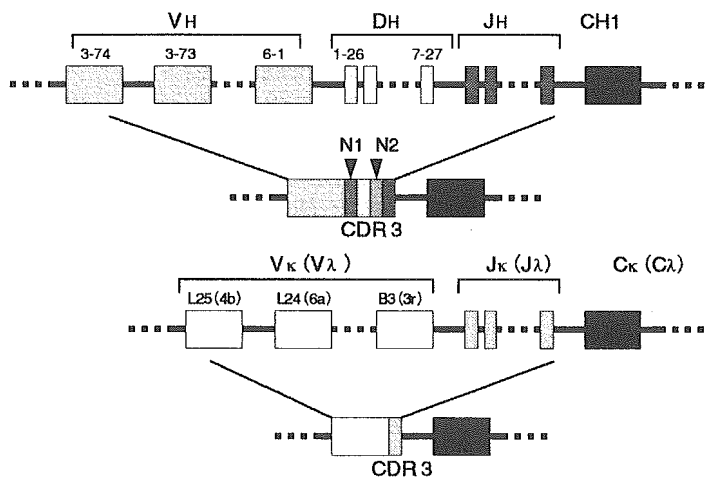 VH DH JH CH1
3-74 3-73 6-1 1-26 7-27
N1 N2
CDR3
Vκ (Vλ) Jκ (Jλ) Cκ (Cλ)
L25(4b) L24(6a) B3(3r)
CDR3